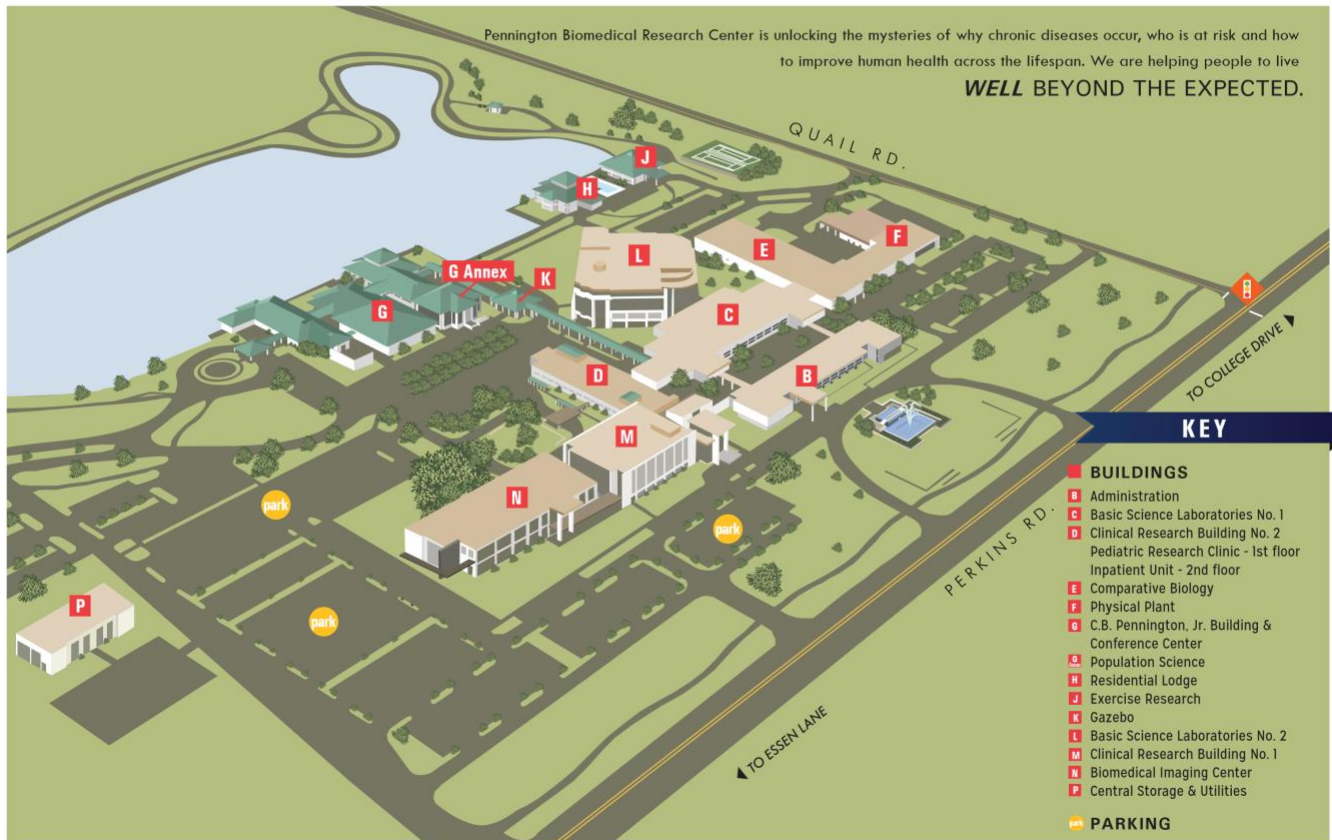 Pennington Biomedical Research Center is unlocking the mysteries of why chronic diseases occur, who is at risk and how
to improve human health across the lifespan. We are helping people to live
WELL BEYOND THE EXPECTED.
QUAIL RD.
J
H
L
E
F
G Annex
K
G
C
D
B
M
N
park
park
park
P
TO COLLEGE DRIVE
PERKINS RD.
TO ESSEN LANE
KEY
BUILDINGS
B Administration
C Basic Science Laboratories No. 1
D Clinical Research Building No. 2
Pediatric Research Clinic - 1st floor
Inpatient Unit - 2nd floor
E Comparative Biology
F Physical Plant
G C.B. Pennington, Jr. Building &
Conference Center
G Annex Population Science
H Residential Lodge
J Exercise Research
K Gazebo
L Basic Science Laboratories No. 2
M Clinical Research Building No. 1
N Biomedical Imaging Center
P Central Storage & Utilities
park PARKING